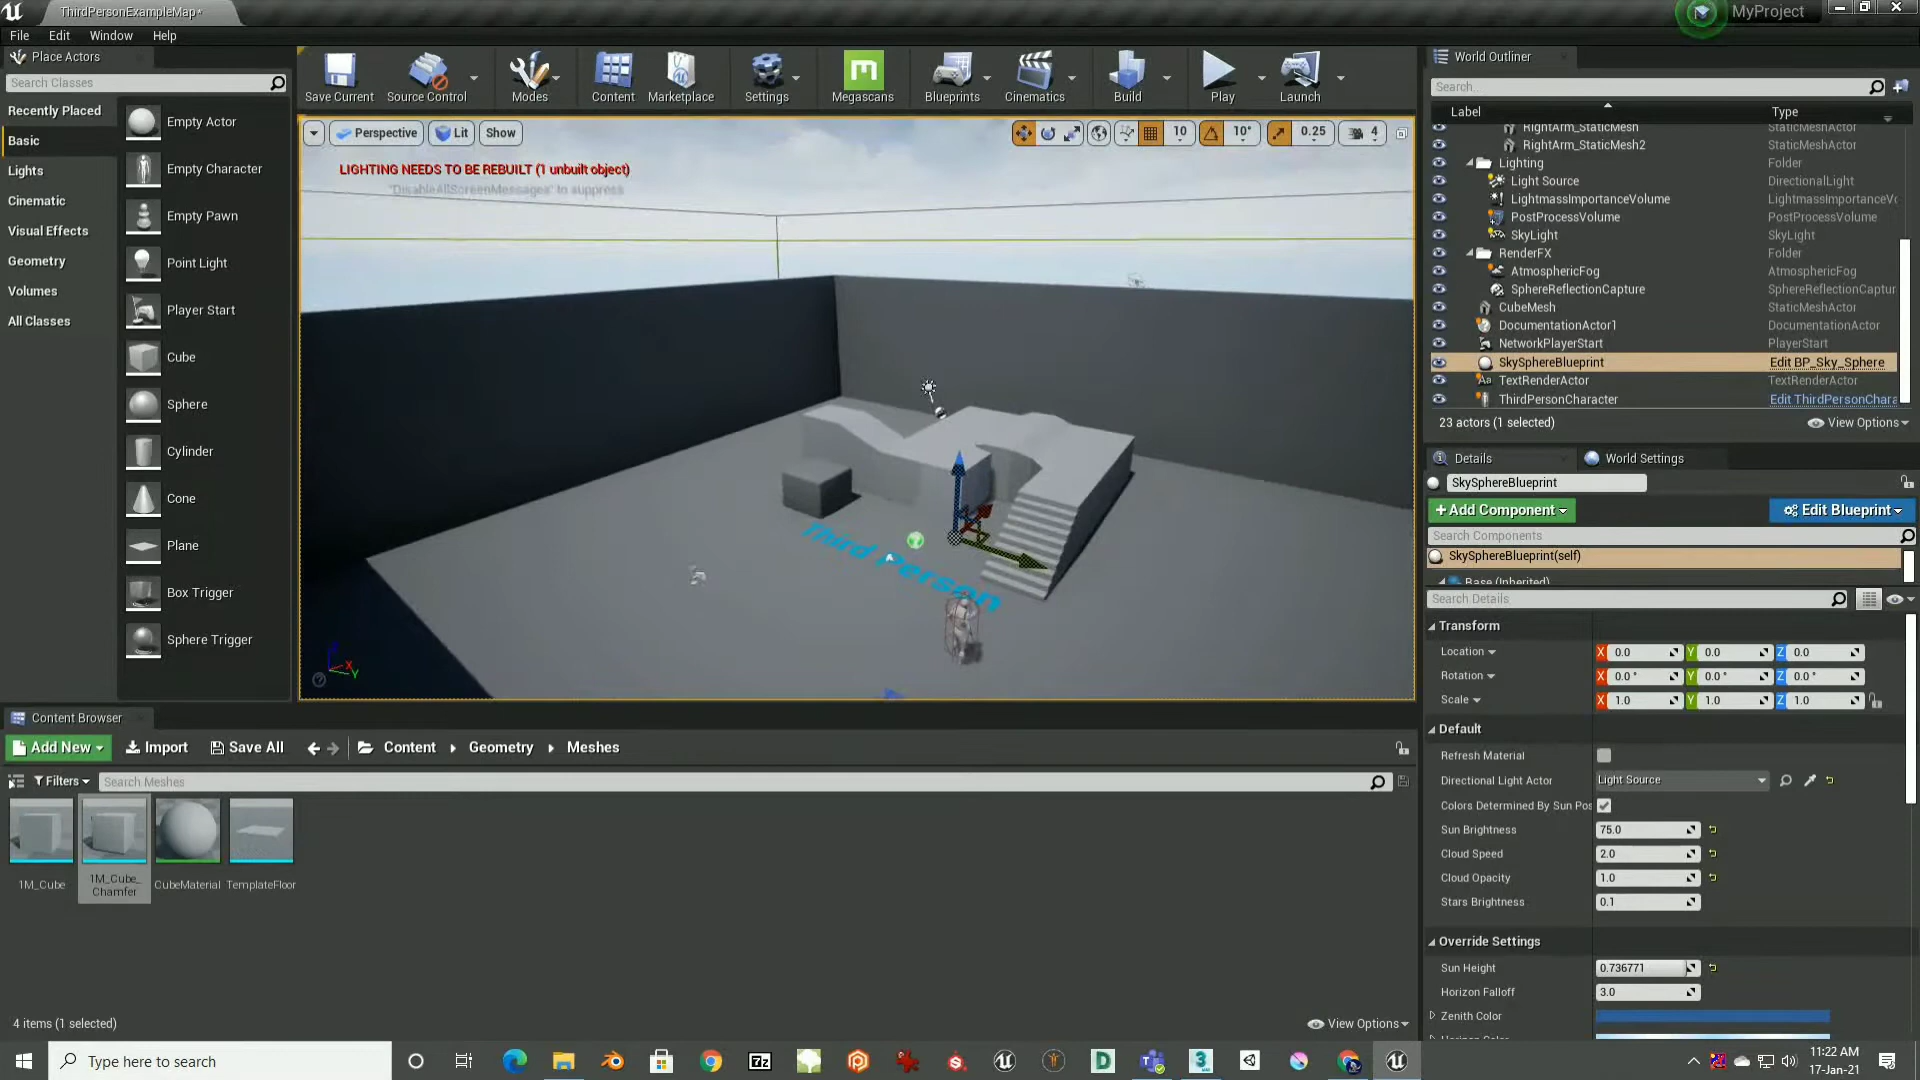 ThirdPersonExampleMap*
MyProject
File Edit Window Help
Place Actors
Search Classes
Recently Placed
Basic
Lights
Cinematic
Visual Effects
Geometry
Volumes
All Classes
Empty Actor
Empty Character
Empty Pawn
Point Light
Player Start
Cube
Sphere
Cylinder
Cone
Plane
Box Trigger
Sphere Trigger
Save Current Source Control Modes Content Marketplace Settings Megascans Blueprints Cinematics Build Play Launch
Perspective Lit Show
10 10° 0.25 4
LIGHTING NEEDS TO BE REBUILT (1 unbuilt object)
'DisableAllScreenMessages' to suppress
Third Person
X
Y
World Outliner
Search...
Label Type
RightArm_StaticMesh StaticMeshActor
RightArm_StaticMesh2 StaticMeshActor
Lighting Folder
Light Source DirectionalLight
LightmassImportanceVolume LightmassImportanceVo
PostProcessVolume PostProcessVolume
SkyLight SkyLight
RenderFX Folder
AtmosphericFog AtmosphericFog
SphereReflectionCapture SphereReflectionCaptur
CubeMesh StaticMeshActor
DocumentationActor1 DocumentationActor
NetworkPlayerStart PlayerStart
SkySphereBlueprint Edit BP_Sky_Sphere
TextRenderActor TextRenderActor
ThirdPersonCharacter Edit ThirdPersonChara
23 actors (1 selected) View Options
Details World Settings
SkySphereBlueprint
+ Add Component Edit Blueprint
Search Components
SkySphereBlueprint(self)
Base (Inherited)
Search Details
Transform
Location X 0.0 Y 0.0 Z 0.0
Rotation X 0.0 ° Y 0.0 ° Z 0.0 °
Scale X 1.0 Y 1.0 Z 1.0
Default
Refresh Material
Directional Light Actor Light Source
Colors Determined By Sun Pos
Sun Brightness 75.0
Cloud Speed 2.0
Cloud Opacity 1.0
Stars Brightness 0.1
Override Settings
Sun Height 0.736771
Horizon Falloff 3.0
Zenith Color
Content Browser
Add New Import Save All Content Geometry Meshes
Filters Search Meshes
1M_Cube 1M_Cube_ Chamfer CubeMaterial TemplateFloor
4 items (1 selected) View Options
Type here to search
7z
D
3
11:22 AM
17-Jan-21